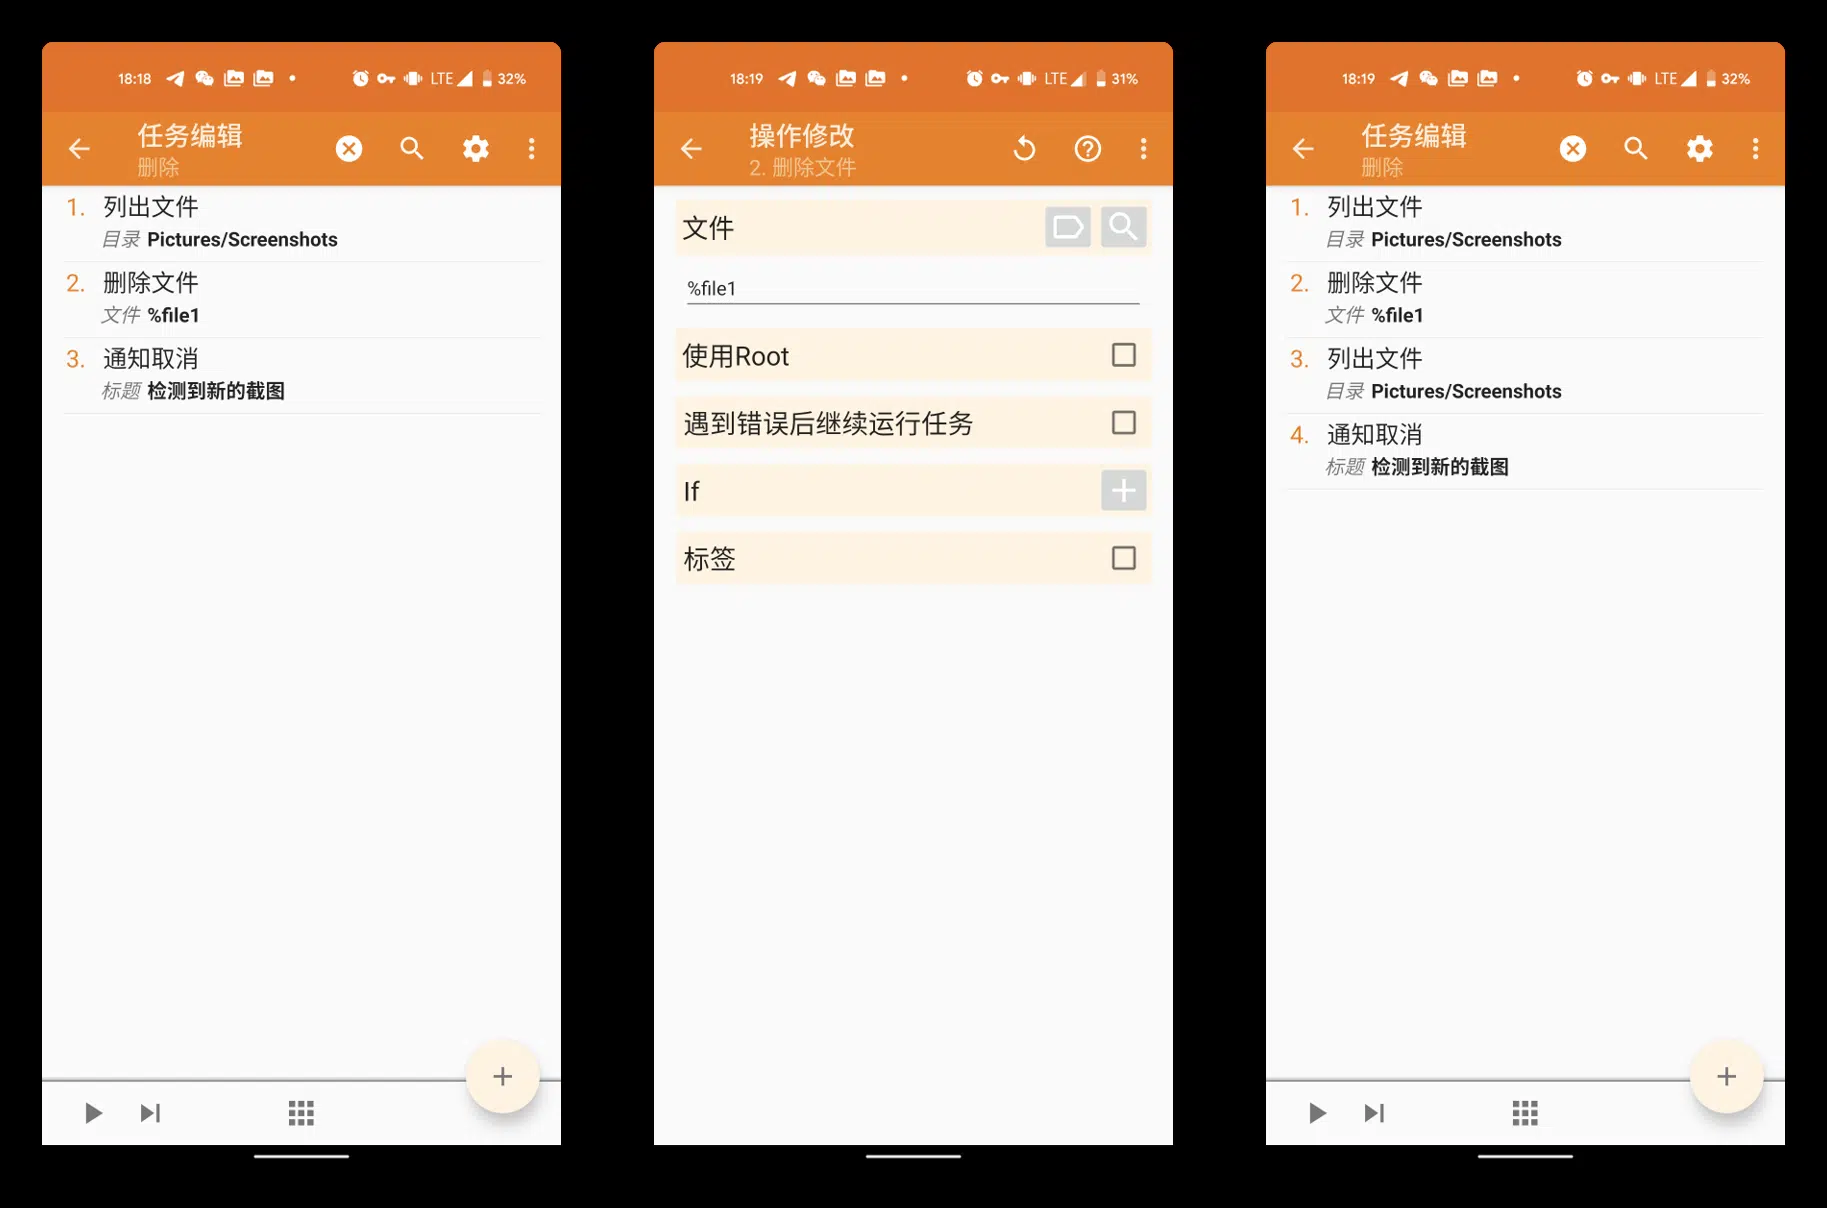 18:18 LTE 32%
任务编辑
删除
1. 列出文件
目录 Pictures/Screenshots
2. 删除文件
文件 %file1
3. 通知取消
标题 检测到新的截图
18:19 LTE 31%
操作修改
2. 删除文件
文件
%file1
使用Root
遇到错误后继续运行任务
If
标签
18:19 LTE 32%
任务编辑
删除
1. 列出文件
目录 Pictures/Screenshots
2. 删除文件
文件 %file1
3. 列出文件
目录 Pictures/Screenshots
4. 通知取消
标题 检测到新的截图